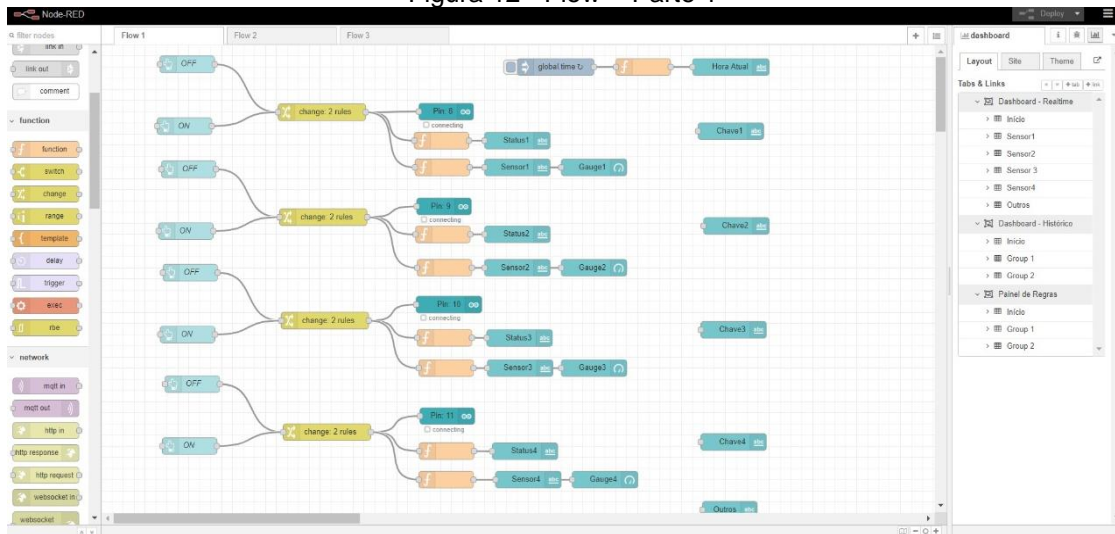 Node-RED
Deploy
filter nodes
Flow 1
Flow 2
Flow 3
dashboard
link in
link out
comment
function
function
switch
change
range
template
delay
trigger
exec
rbe
network
mqtt in
mqtt out
http in
http response
http request
websocket in
websocket
OFF
ON
change: 2 rules
Pin: 8
connecting
Status1
Sensor1
Gauge1
OFF
ON
change: 2 rules
Pin: 9
connecting
Status2
Sensor2
Gauge2
OFF
ON
change: 2 rules
Pin: 10
connecting
Status3
Sensor3
Gauge3
OFF
ON
change: 2 rules
Pin: 11
connecting
Status4
Sensor4
Gauge4
global time
Hora Atual
Chave1
Chave2
Chave3
Chave4
Outros
Layout
Site
Theme
Tabs & Links
+ tab
Dashboard - Realtime
Início
Sensor1
Sensor2
Sensor 3
Sensor4
Outros
Dashboard - Histórico
Início
Group 1
Group 2
Painel de Regras
Início
Group 1
Group 2